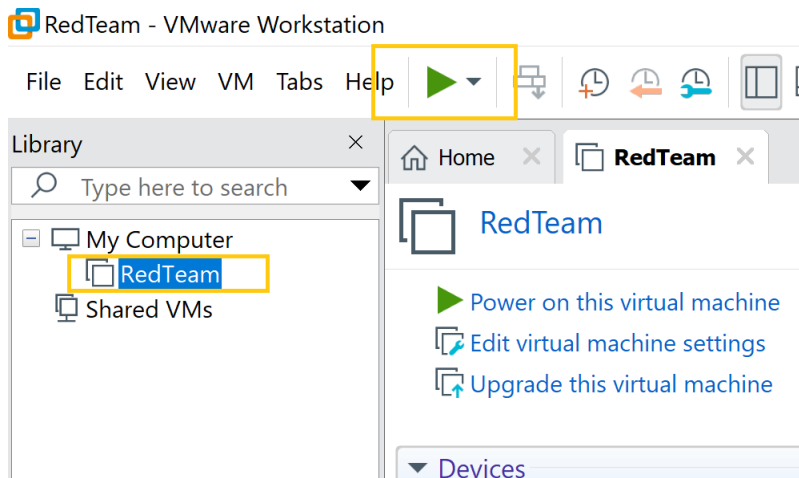 RedTeam - VMware Workstation
File Edit View VM Tabs Help
Library
Type here to search
My Computer
RedTeam
Shared VMs
Home
RedTeam
RedTeam
Power on this virtual machine
Edit virtual machine settings
Upgrade this virtual machine
Devices